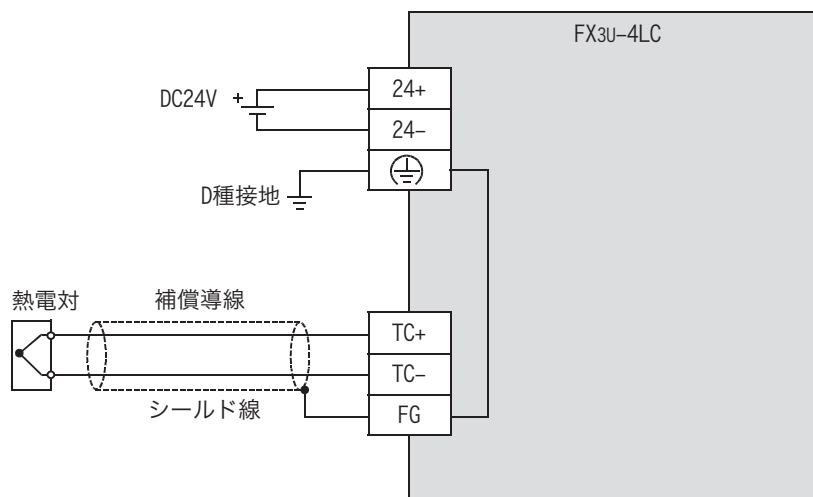 FX3U-4LC
24+
DC24V +
24-
D種接地
熱電対 補償導線
TC+
TC-
シールド線
FG